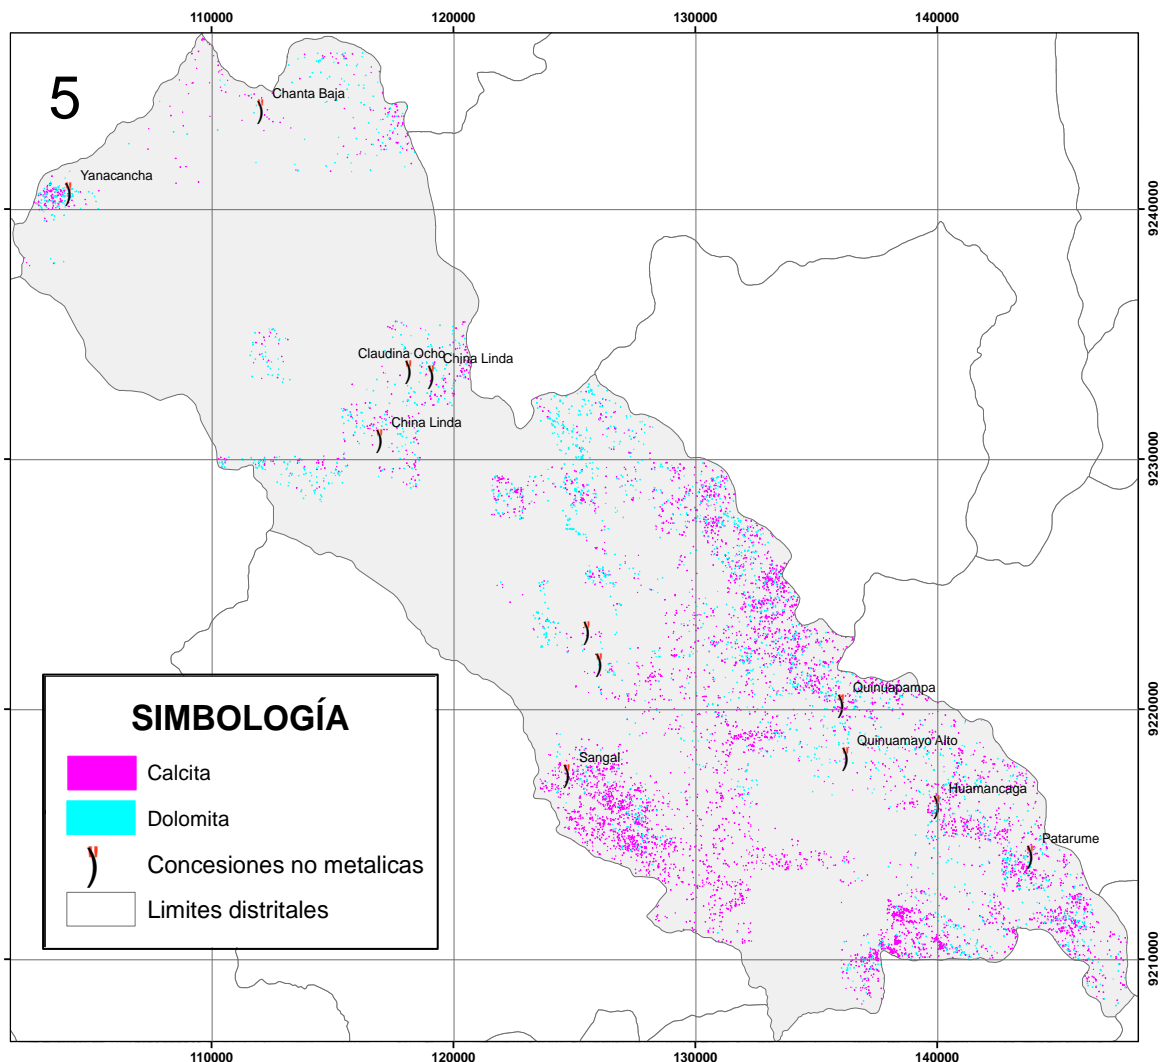 110000 120000 130000 140000
5
Chanta Baja
Yanacancha
9240000
Claudina Ocho
China Linda
China Linda
9230000
Quinuapampa
9220000
Quinuamayo Alto
Sangal
Huamancaga
Patarume
9210000
SIMBOLOGÍA
Calcita
Dolomita
Concesiones no metalicas
Limites distritales
110000 120000 130000 140000